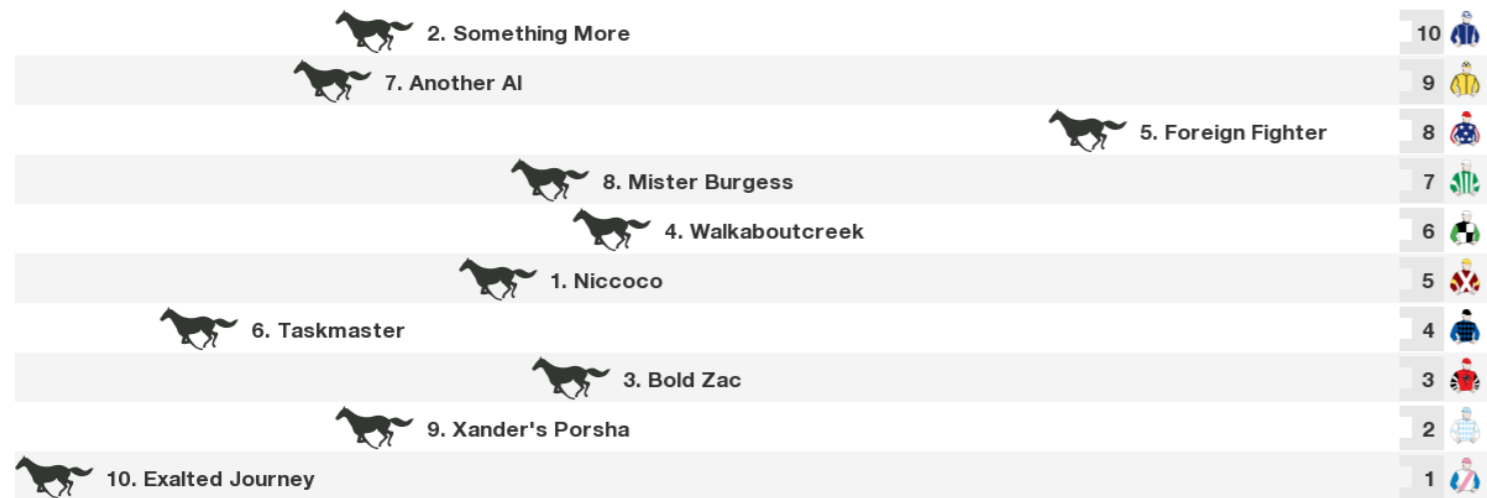 2. Something More 10
7. Another Al 9
5. Foreign Fighter 8
8. Mister Burgess 7
4. Walkaboutcreek 6
1. Niccoco 5
6. Taskmaster 4
3. Bold Zac 3
9. Xander's Porsha 2
10. Exalted Journey 1